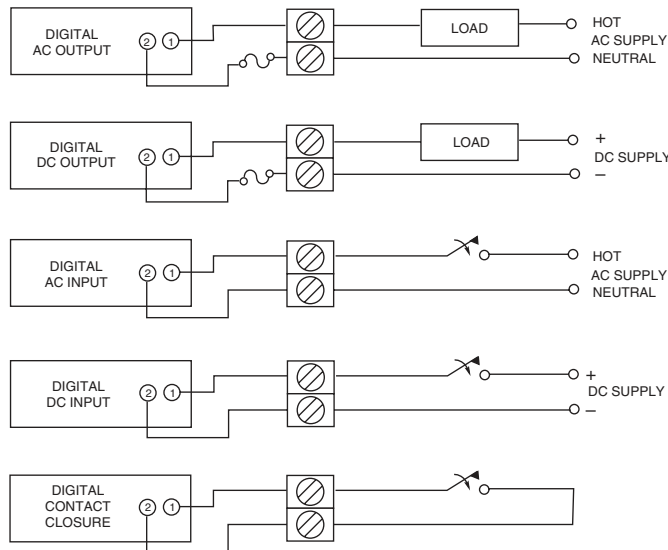 DIGITAL
AC OUTPUT
2 1
LOAD
HOT
AC SUPPLY
NEUTRAL
DIGITAL
DC OUTPUT
2 1
LOAD
+
DC SUPPLY
–
DIGITAL
AC INPUT
2 1
HOT
AC SUPPLY
NEUTRAL
DIGITAL
DC INPUT
2 1
+
DC SUPPLY
–
DIGITAL
CONTACT
CLOSURE
2 1